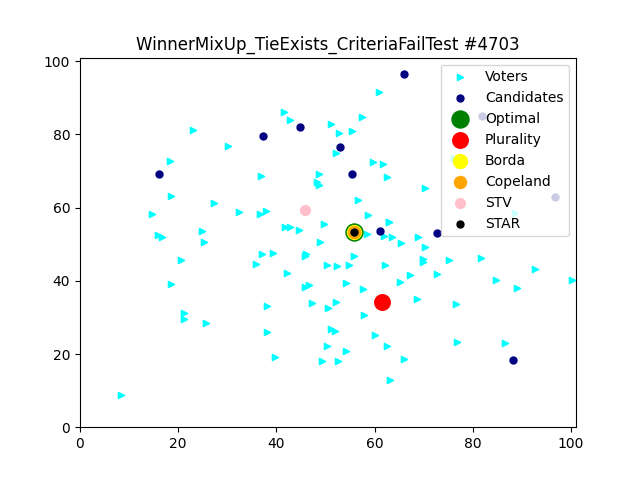 WinnerMixUp_TieExists_CriteriaFailTest #4703
100
80
60
40
20
0
0
20
40
60
80
100
Voters
Candidates
Optimal
Plurality
Borda
Copeland
STV
STAR